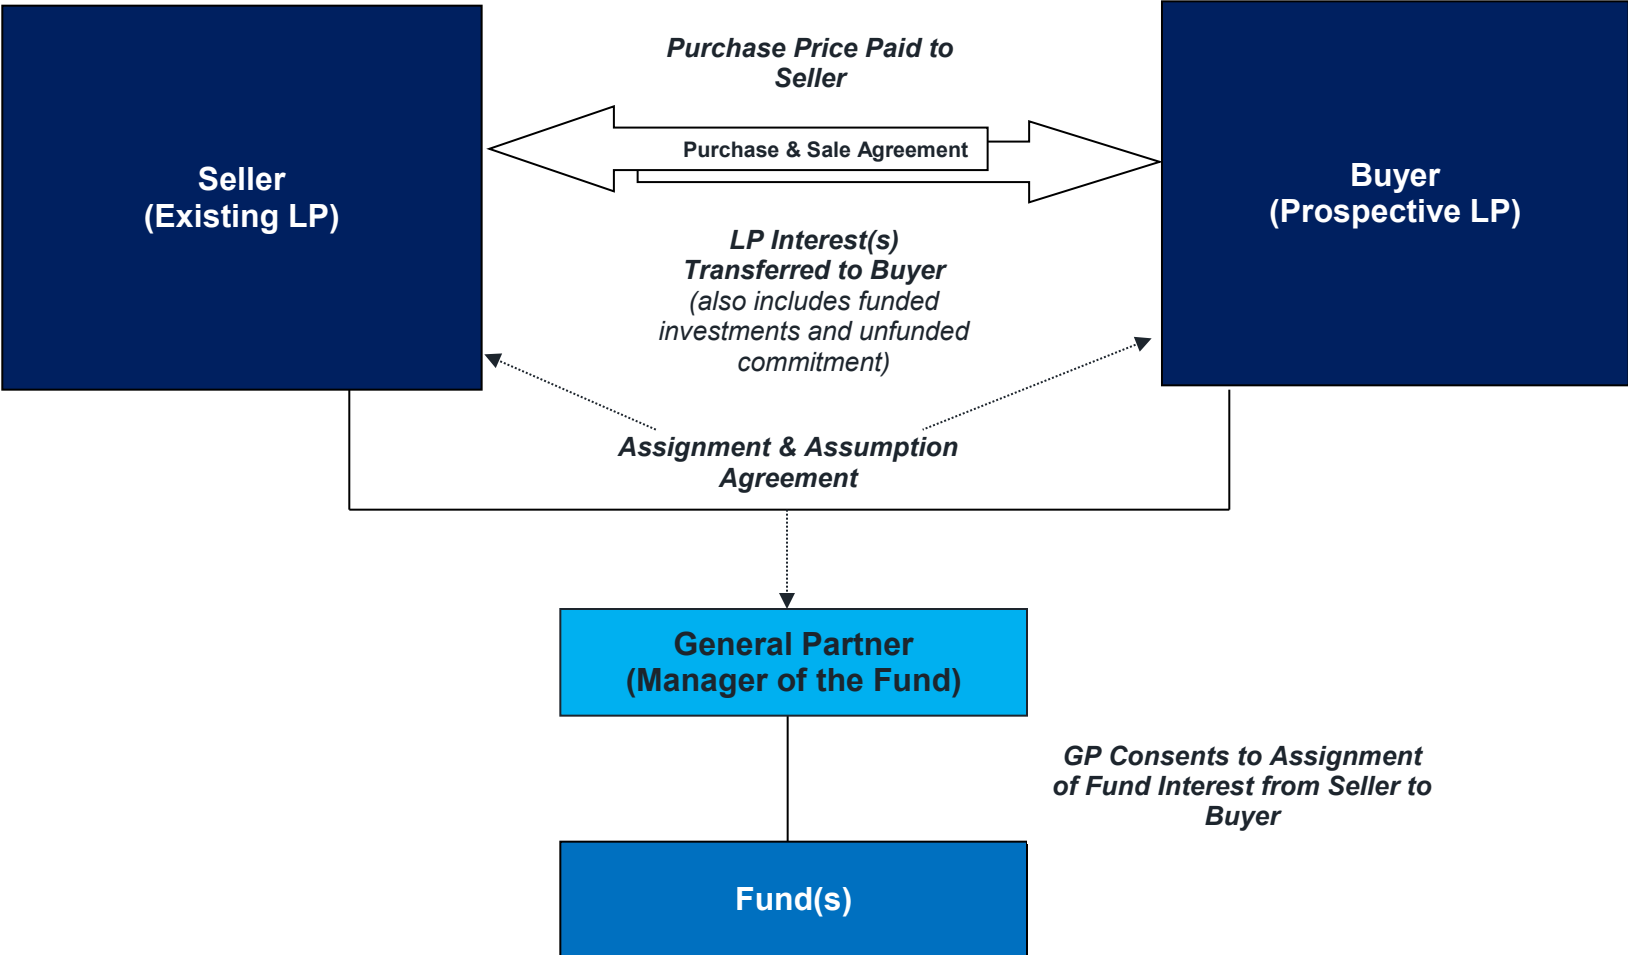 Purchase Price Paid to
Seller
Purchase & Sale Agreement
Seller
(Existing LP)
Buyer
(Prospective LP)
LP Interest(s)
Transferred to Buyer
(also includes funded
investments and unfunded
commitment)
Assignment & Assumption
Agreement
General Partner
(Manager of the Fund)
GP Consents to Assignment
of Fund Interest from Seller to
Buyer
Fund(s)